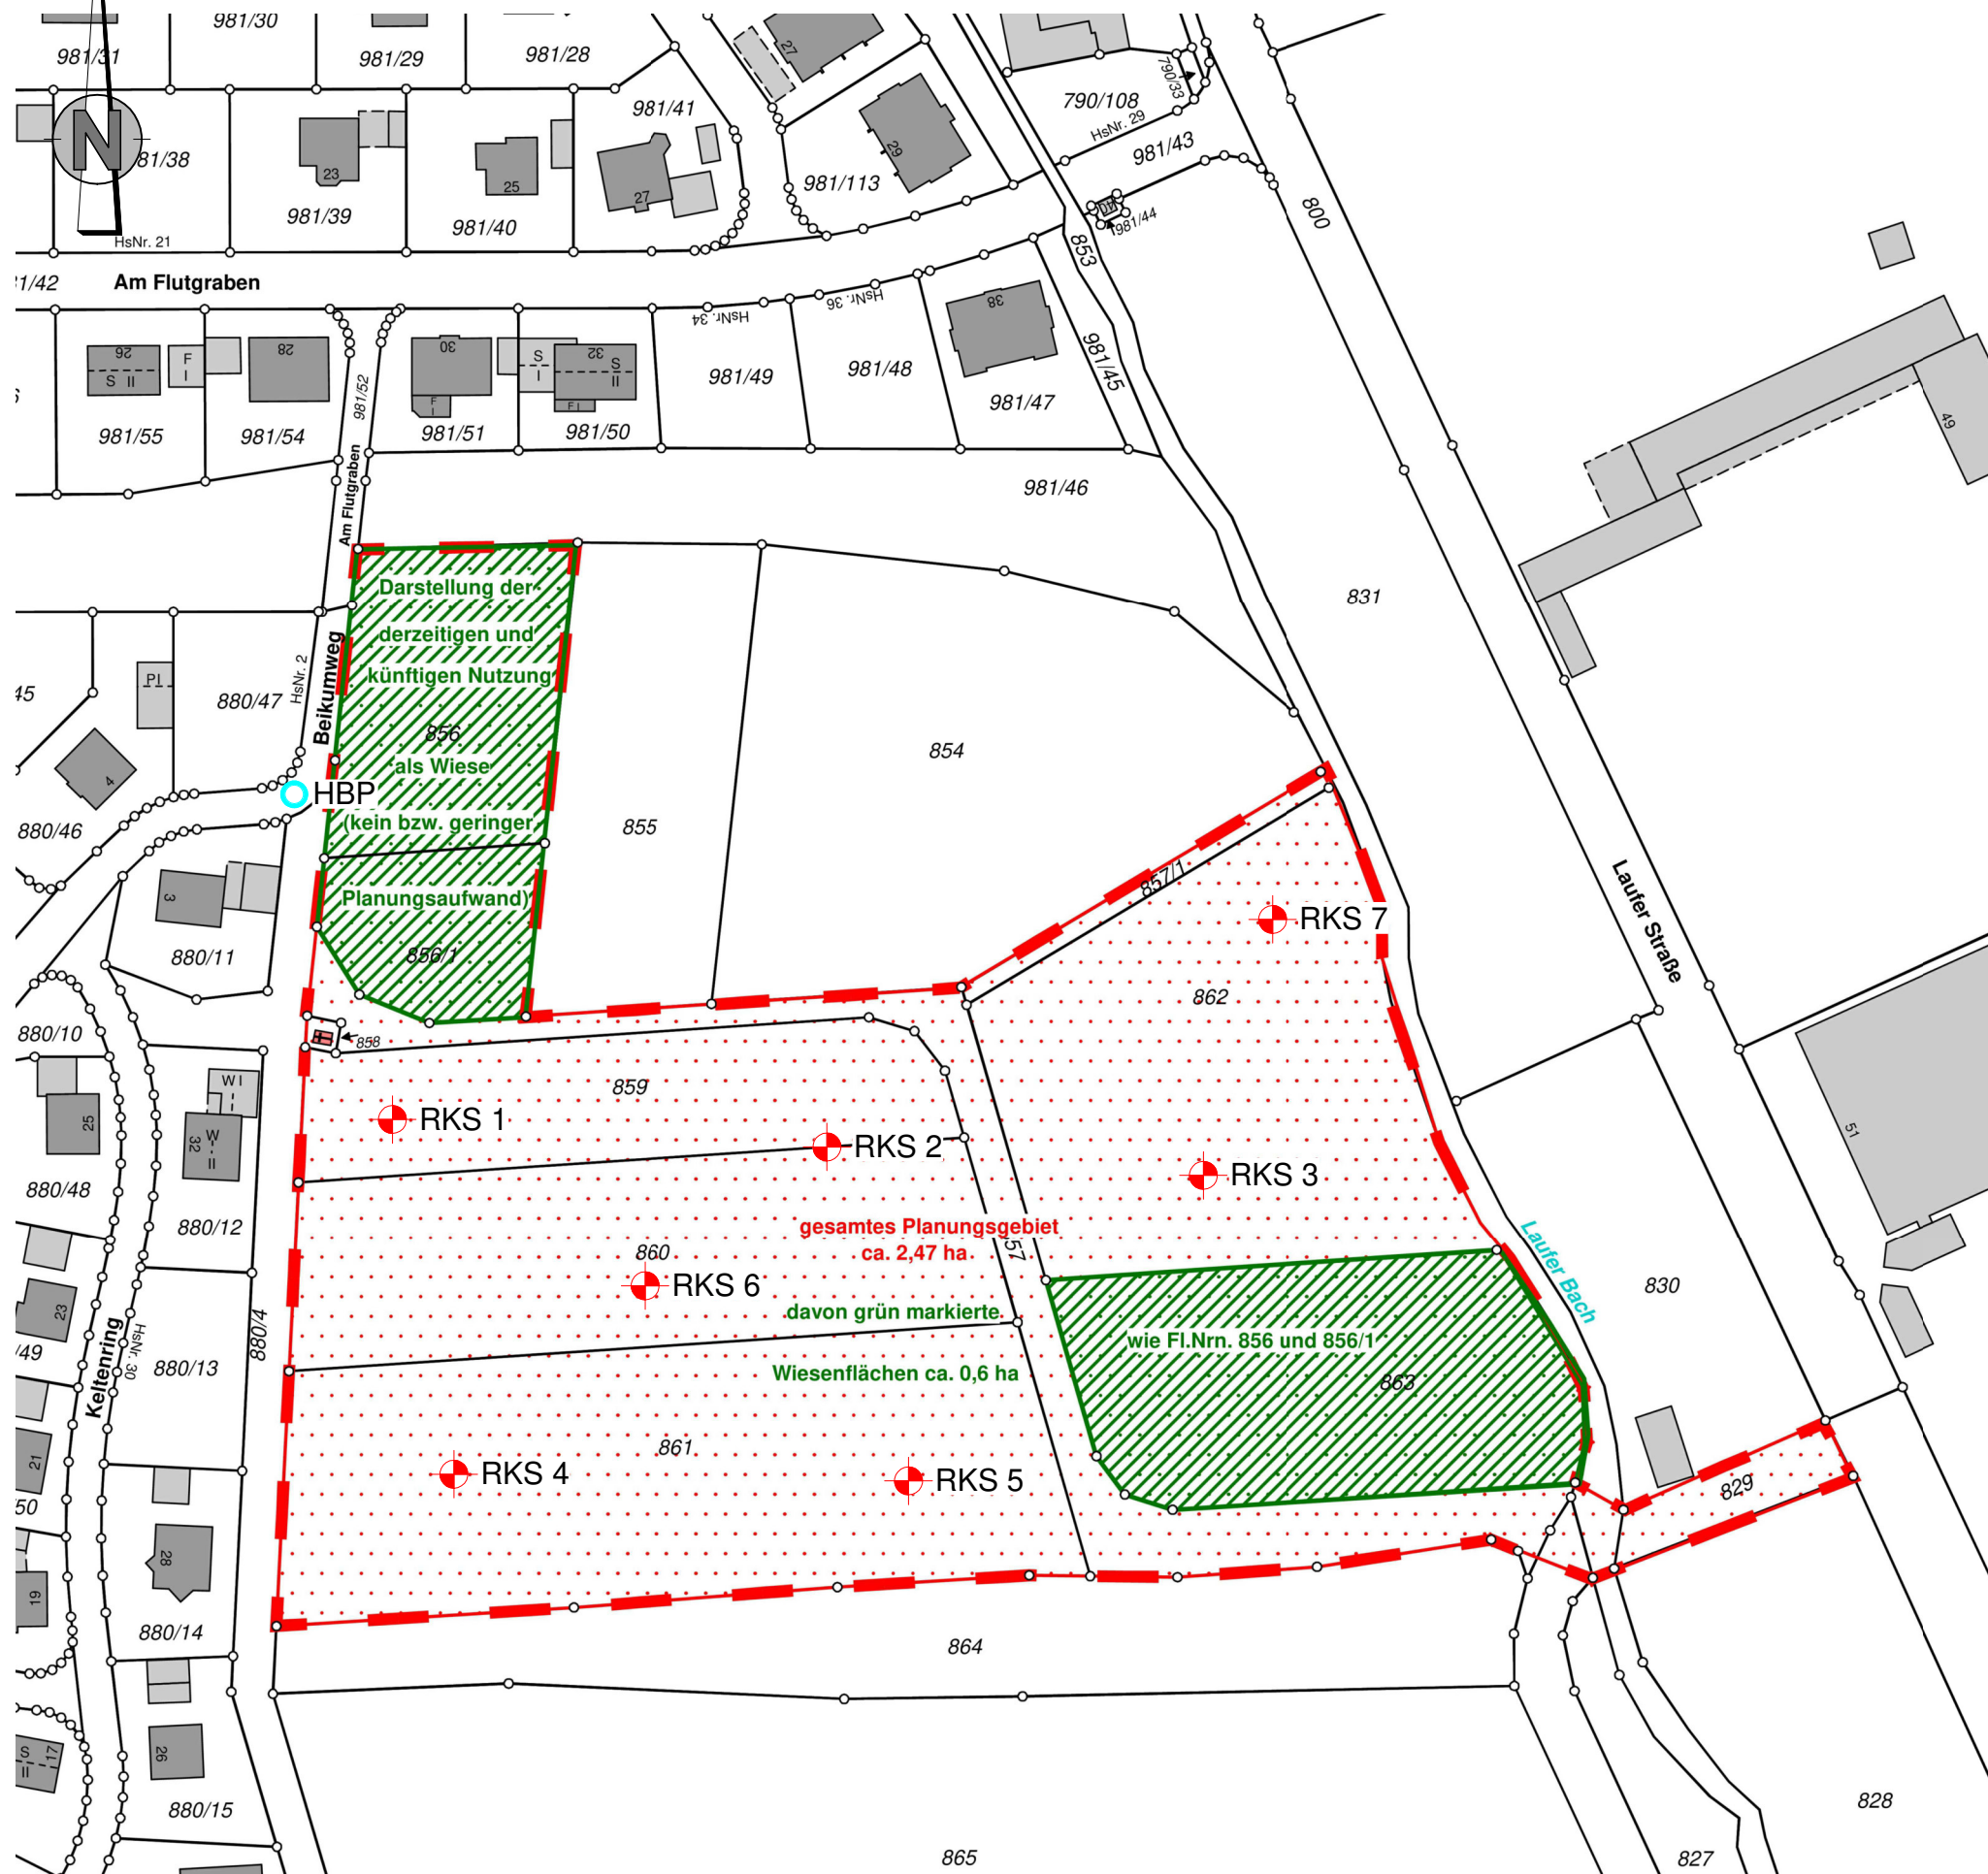 981/31
981/30
981/29
981/28
27
790/33
981/41
790/108
HsNr. 29
N
81/38
23
25
27
29
981/43
981/113
981/39
981/40
981/44
800
HsNr. 21
853
1/42
Am Flutgraben
HsNr. 34
HsNr. 36
38
26
S II
F
I
28
981/52
30
F
I
S
I
32
S
II
F I
981/49
981/48
981/45
981/47
49
981/55
981/54
981/51
981/50
Am Flutgraben
981/46
Darstellung der
derzeitigen und
künftigen Nutzung
856
als Wiese
(kein bzw. geringer
Planungsaufwand)
856/1
831
45
PI
880/47
HsNr. 2
Beikumweg
4
HBP
880/46
855
854
857/1
3
880/11
RKS 7
Laufer Straße
862
880/10
858
859
WI
25
32
W
II
RKS 1
RKS 2
RKS 3
51
880/48
880/12
gesamtes Planungsgebiet
ca. 2,47 ha
57
860
RKS 6
Laufer Bach
830
23
davon grün markierte
Wiesenflächen ca. 0,6 ha
wie Fl.Nrn. 856 und 856/1
863
/49
Keltenring
HsNr. 30
880/13
880/4
861
21
RKS 4
RKS 5
829
50
28
19
880/14
864
S
II
17
26
880/15
865
828
827